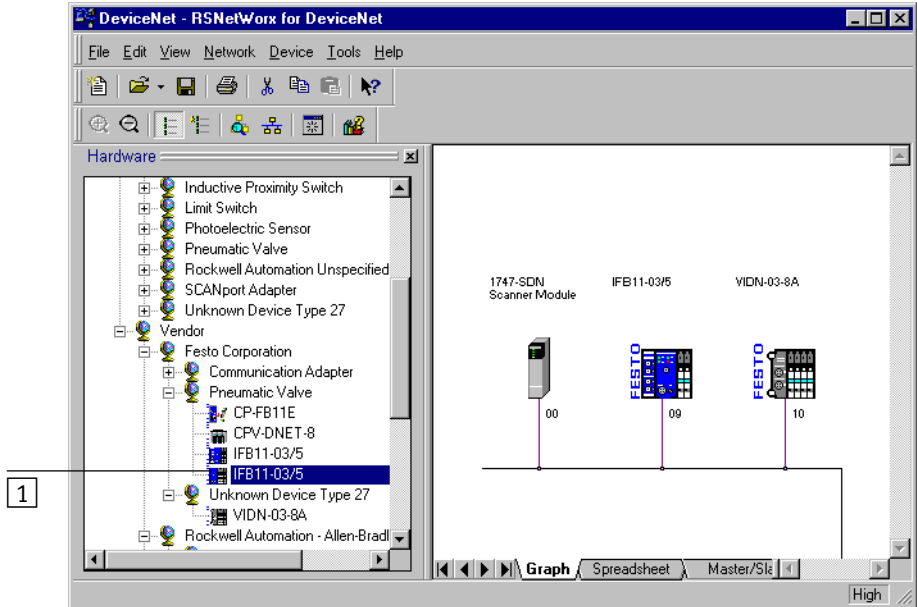 DeviceNet - RSNetWorx for DeviceNet
File Edit View Network Device Tools Help
Hardware
Inductive Proximity Switch
Limit Switch
Photoelectric Sensor
Pneumatic Valve
Rockwell Automation Unspecified
SCANport Adapter
Unknown Device Type 27
Vendor
Festo Corporation
Communication Adapter
Pneumatic Valve
CP-FB11E
CPV-DNET-8
IFB11-03/5
IFB11-03/5
Unknown Device Type 27
VIDN-03-8A
Rockwell Automation - Allen-Bradl
1
1747-SDN
Scanner Module
IFB11-03/5
VIDN-03-8A
FESTO
FESTO
00
09
10
Graph Spreadsheet Master/Sla
High